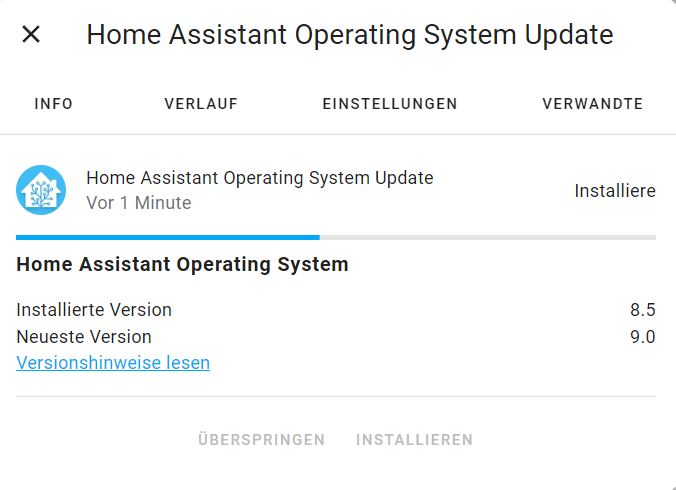 Home Assistant Operating System Update
INFO VERLAUF EINSTELLUNGEN VERWANDTE
Home Assistant Operating System Update
Vor 1 Minute
Installiere
Home Assistant Operating System
Installierte Version 8.5
Neueste Version 9.0
Versionshinweise lesen
ÜBERSPRINGEN INSTALLIEREN